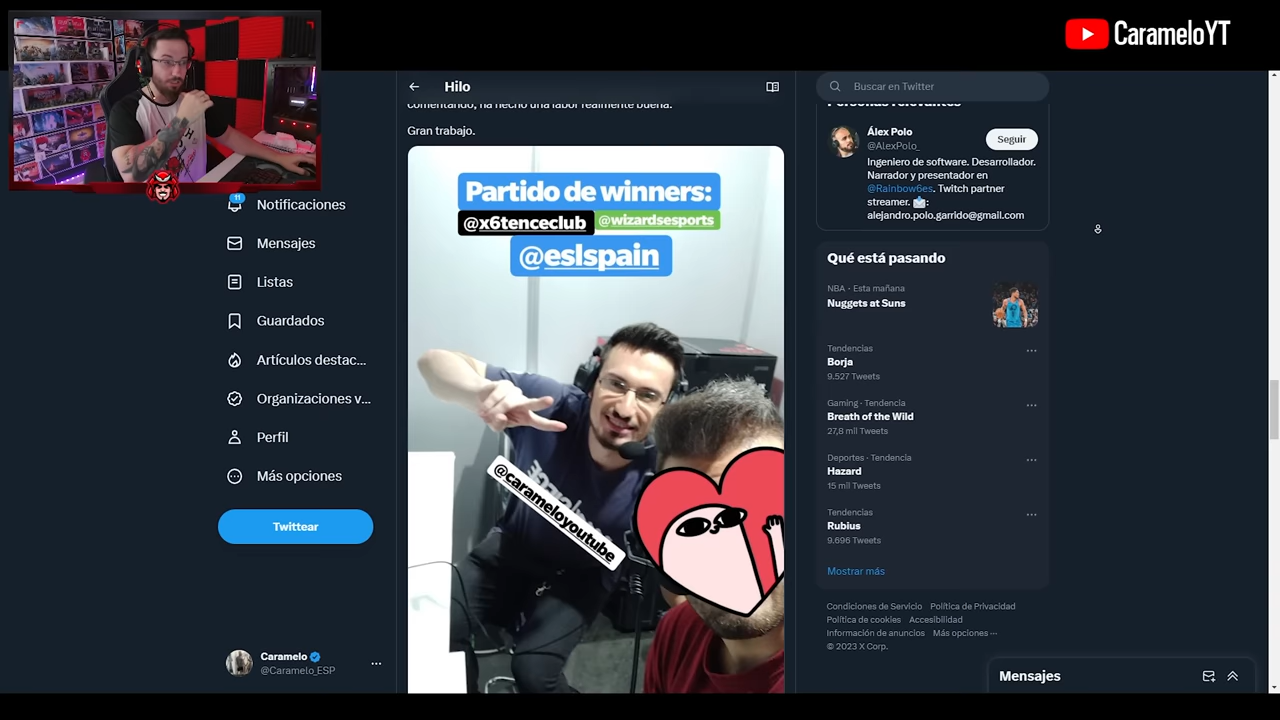 CarameloYT
Notificaciones
11
Mensajes
Listas
Guardados
Artículos destac...
Organizaciones v...
Perfil
Más opciones
Twittear
Caramelo
@Caramelo_ESP
Hilo
comentando, ha hecho una labor realmente buena.
Gran trabajo.
Partido de winners:
@x6tenceclub @wizardsesports
@eslspain
@carameloyoutube
Buscar en Twitter
Personas relevantes
Álex Polo
@AlexPolo_
Seguir
Ingeniero de software. Desarrollador.
Narrador y presentador en
@Rainbow6es. Twitch partner
streamer. 📩:
alejandro.polo.garrido@gmail.com
Qué está pasando
NBA · Esta mañana
Nuggets at Suns
Tendencias
Borja
9.527 Tweets
Gaming · Tendencia
Breath of the Wild
27,8 mil Tweets
Deportes · Tendencia
Hazard
15 mil Tweets
Tendencias
Rubius
9.696 Tweets
Mostrar más
Condiciones de Servicio Política de Privacidad
Política de cookies Accesibilidad
Información de anuncios Más opciones ···
© 2023 X Corp.
Mensajes